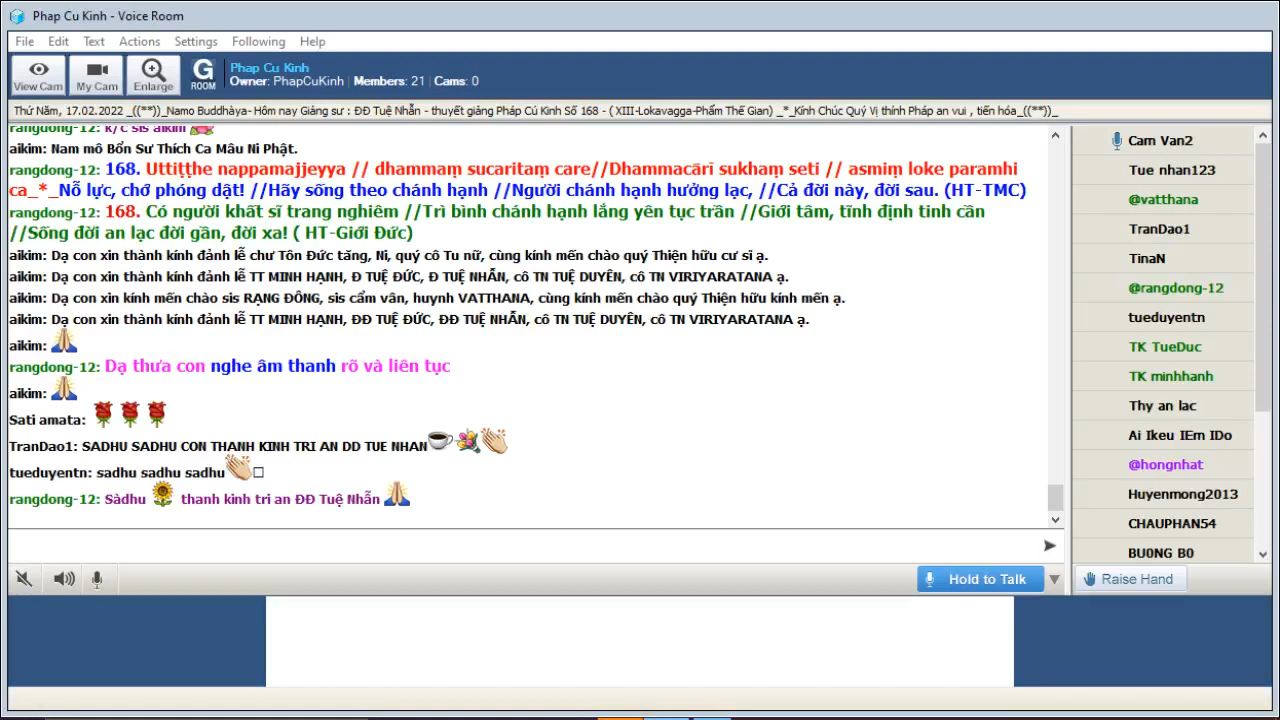 Phap Cu Kinh - Voice Room
File Edit Text Actions Settings Following Help
View Cam My Cam Enlarge G ROOM
Phap Cu Kinh
Owner: PhapCuKinh Members: 21 Cams: 0
Thứ Năm, 17.02.2022 _((**))_Namo Buddhàya- Hôm nay Giảng sư : ĐĐ Tuệ Nhẫn - thuyết giảng Pháp Cú Kinh Số 168 - ( XIII-Lokavagga-Phẩm Thế Gian) _*_Kính Chúc Quý Vị thính Pháp an vui , tiến hóa_((**))_
rangdong-12: k/c sis aikim
aikim: Nam mô Bổn Sư Thích Ca Mâu Ni Phật.
rangdong-12: 168. Uttiṭṭhe nappamajjeyya // dhammaṃ sucaritaṃ care//Dhammacārī sukhaṃ seti // asmiṃ loke paramhi
ca_*_Nỗ lực, chớ phóng dật! //Hãy sống theo chánh hạnh //Người chánh hạnh hưởng lạc, //Cả đời này, đời sau. (HT-TMC)
rangdong-12: 168. Có người khất sĩ trang nghiêm //Trì bình chánh hạnh lắng yên tục trần //Giới tâm, tĩnh định tinh cần
//Sống đời an lạc đời gần, đời xa! ( HT-Giới Đức)
aikim: Dạ con xin thành kính đảnh lễ chư Tôn Đức tăng, Ni, quý cô Tu nữ, cùng kính mến chào quý Thiện hữu cư sĩ ạ.
aikim: Dạ con xin thành kính đảnh lễ TT MINH HẠNH, Đ TUỆ ĐỨC, Đ TUỆ NHẪN, cô TN TUỆ DUYÊN, cô TN VIRIYARATANA ạ.
aikim: Dạ con xin kính mến chào sis RẠNG ĐÔNG, sis cẩm vân, huynh VATTHANA, cùng kính mến chào quý Thiện hữu kính mến ạ.
aikim: Dạ con xin thành kính đảnh lễ TT MINH HẠNH, ĐĐ TUỆ ĐỨC, ĐĐ TUỆ NHẪN, cô TN TUỆ DUYÊN, cô TN VIRIYARATANA ạ.
aikim:
rangdong-12: Dạ thưa con nghe âm thanh rõ và liên tục
aikim:
Sati amata:
TranDao1: SADHU SADHU CON THANH KINH TRI AN DD TUE NHAN
tueduyentn: sadhu sadhu sadhu
rangdong-12: Sàdhu thanh kinh tri an ĐĐ Tuệ Nhẫn
Hold to Talk
Cam Van2
Tue nhan123
@vatthana
TranDao1
TinaN
@rangdong-12
tueduyentn
TK TueDuc
TK minhhanh
Thy an lac
Ai Ikeu IEm IDo
@hongnhat
Huyenmong2013
CHAUPHAN54
BU0NG B0
Raise Hand